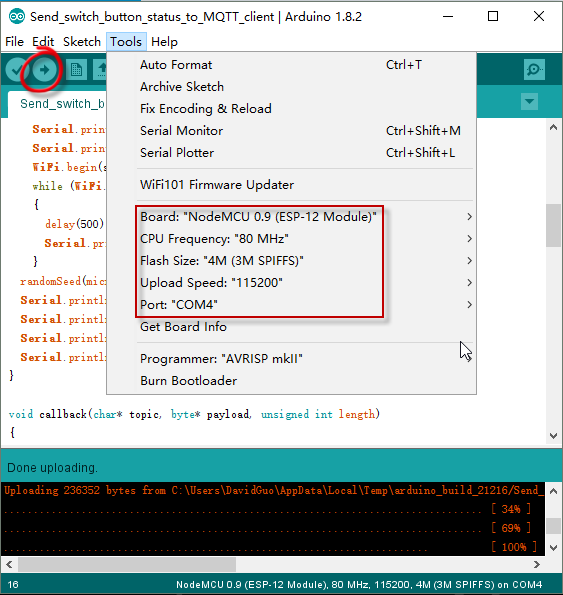 Send_switch_button_status_to_MQTT_client | Arduino 1.8.2
File Edit Sketch Tools Help
Auto Format Ctrl+T
Archive Sketch
Fix Encoding & Reload
Serial Monitor Ctrl+Shift+M
Serial Plotter Ctrl+Shift+L
WiFi101 Firmware Updater
Board: "NodeMCU 0.9 (ESP-12 Module)"
CPU Frequency: "80 MHz"
Flash Size: "4M (3M SPIFFS)"
Upload Speed: "115200"
Port: "COM4"
Get Board Info
Programmer: "AVRISP mkII"
Burn Bootloader
Send_switch_b
Serial.prin
Serial.prin
WiFi.begin(s
while (WiFi.
{
delay(500)
Serial.pr
}
randomSeed(mic
Serial.println
Serial.println
Serial.println
Serial.println
}
void callback(char* topic, byte* payload, unsigned int length)
{
Done uploading.
Uploading 236352 bytes from C:\Users\DavidGuo\AppData\Local\Temp\arduino_build_21216/Send_
................................................................................ [ 34% ]
................................................................................ [ 69% ]
........................................................................ [ 100% ]
16 NodeMCU 0.9 (ESP-12 Module), 80 MHz, 115200, 4M (3M SPIFFS) on COM4